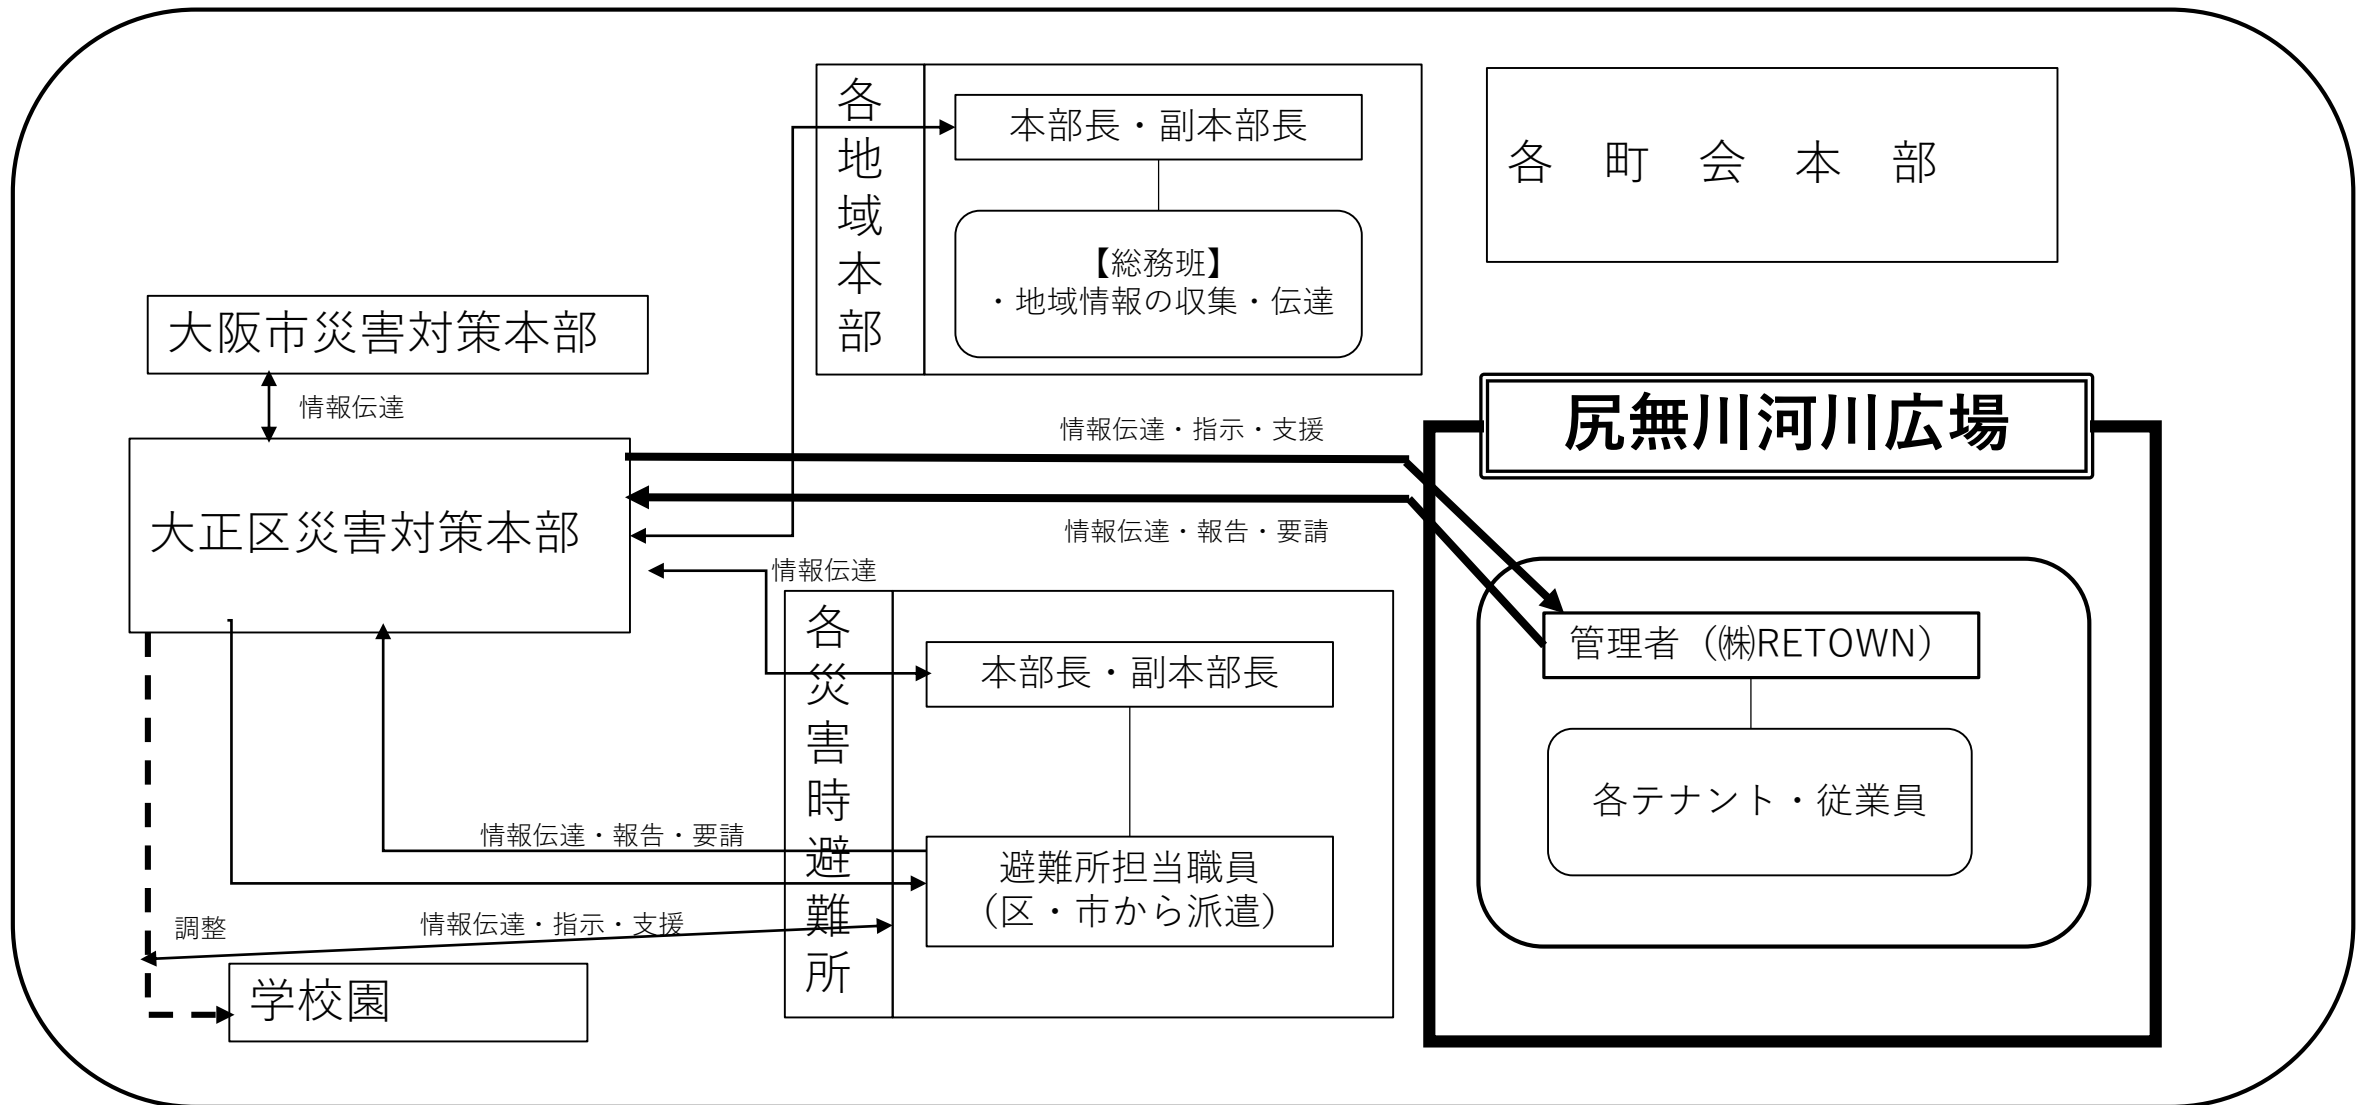 各地域本部
本部長・副本部長
【総務班】
・地域情報の収集・伝達
各　町　会　本　部
大阪市災害対策本部
情報伝達
大正区災害対策本部
情報伝達・指示・支援
情報伝達・報告・要請
尻無川河川広場
管理者（㈱RETOWN）
各テナント・従業員
情報伝達
各災害時避難所
本部長・副本部長
避難所担当職員
（区・市から派遣）
情報伝達・報告・要請
情報伝達・指示・支援
調整
学校園